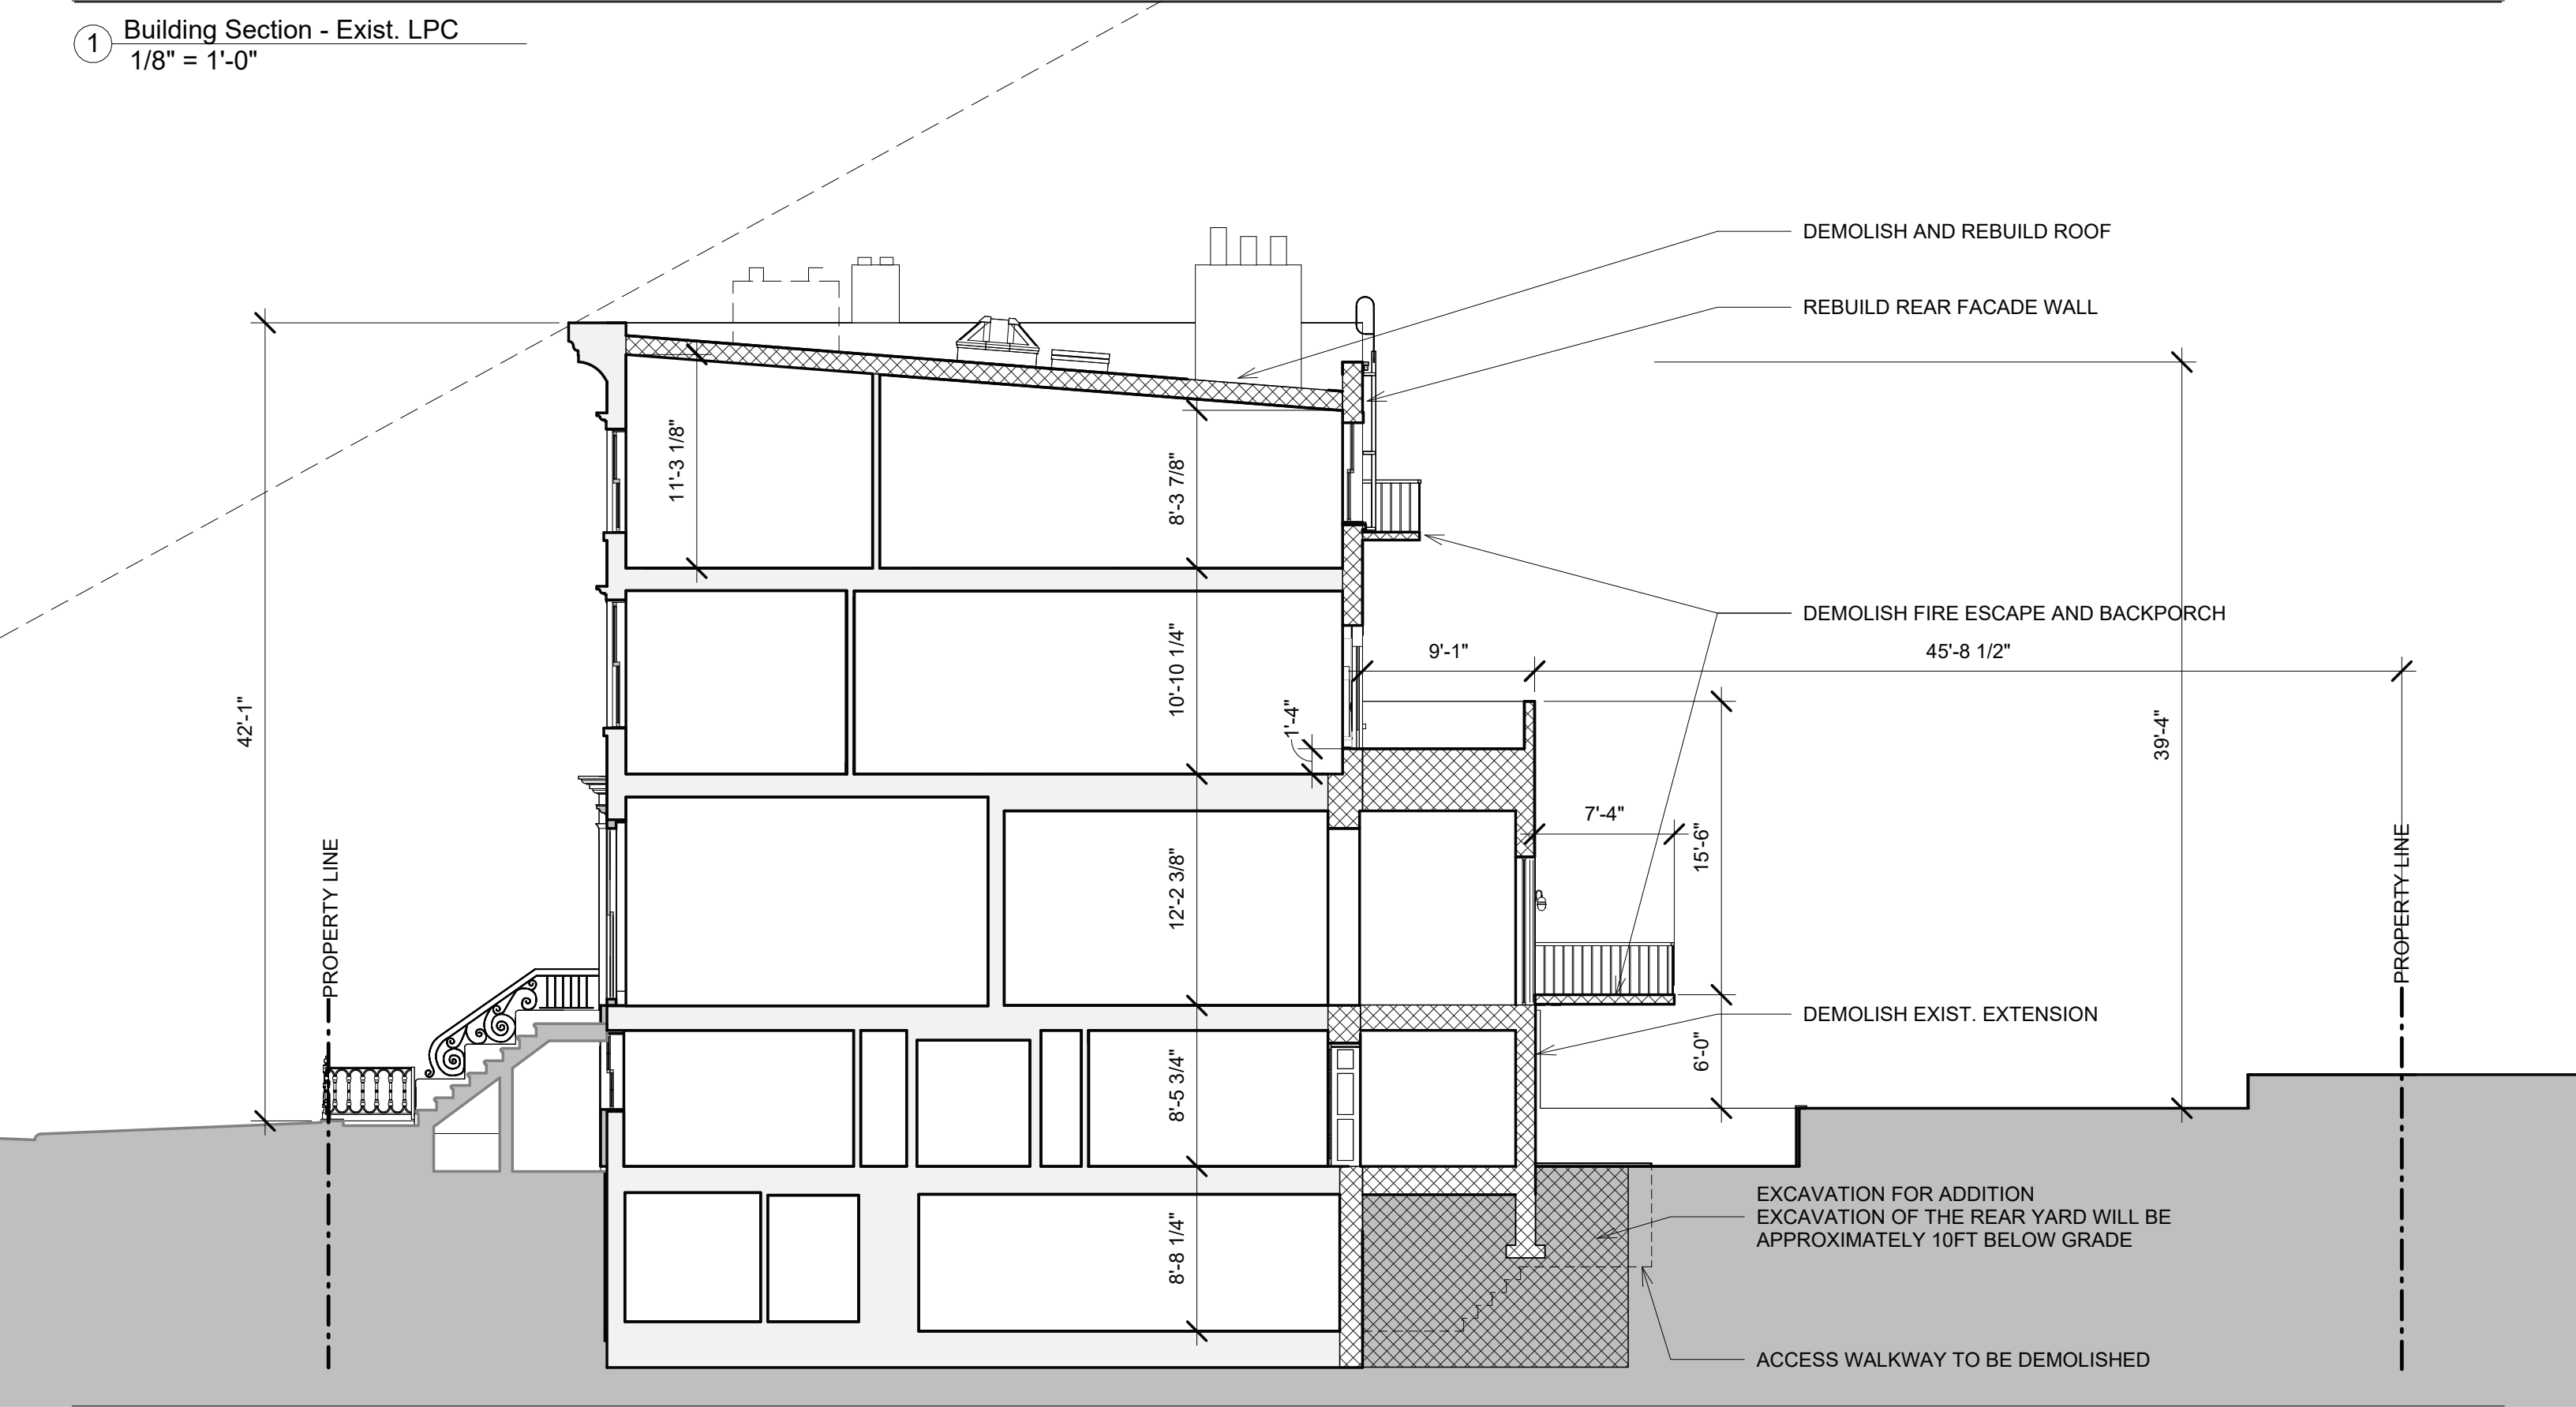 1
Building Section - Exist. LPC
1/8" = 1'-0"
DEMOLISH AND REBUILD ROOF
REBUILD REAR FACADE WALL
11'-3 1/8"
8'-3 7/8"
DEMOLISH FIRE ESCAPE AND BACKPORCH
9'-1"
45'-8 1/2"
10'-10 1/4"
1'-4"
42'-1"
39'-4"
7'-4"
15'-6"
12'-2 3/8"
PROPERTY LINE
PROPERTY LINE
DEMOLISH EXIST. EXTENSION
6'-0"
8'-5 3/4"
EXCAVATION FOR ADDITION
EXCAVATION OF THE REAR YARD WILL BE
APPROXIMATELY 10FT BELOW GRADE
8'-8 1/4"
ACCESS WALKWAY TO BE DEMOLISHED